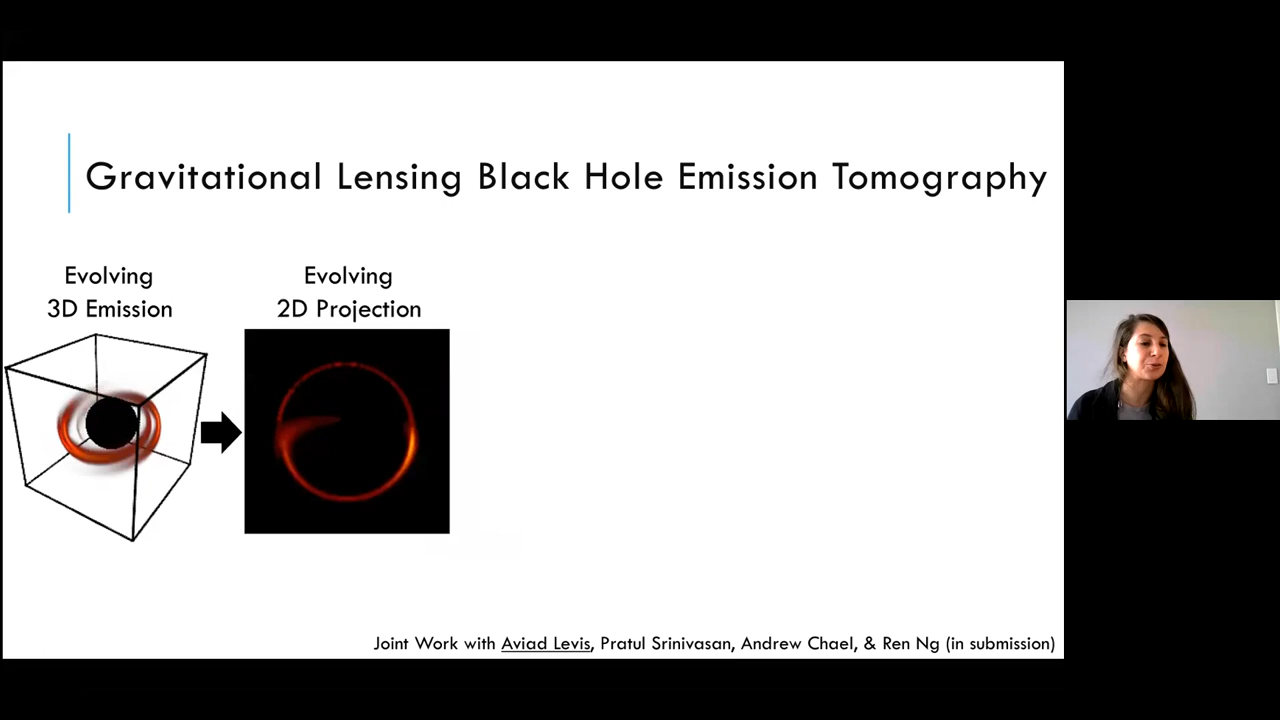 Gravitational Lensing Black Hole Emission Tomography
Evolving
3D Emission
Evolving
2D Projection
Joint Work with Aviad Levis, Pratul Srinivasan, Andrew Chael, & Ren Ng (in submission)